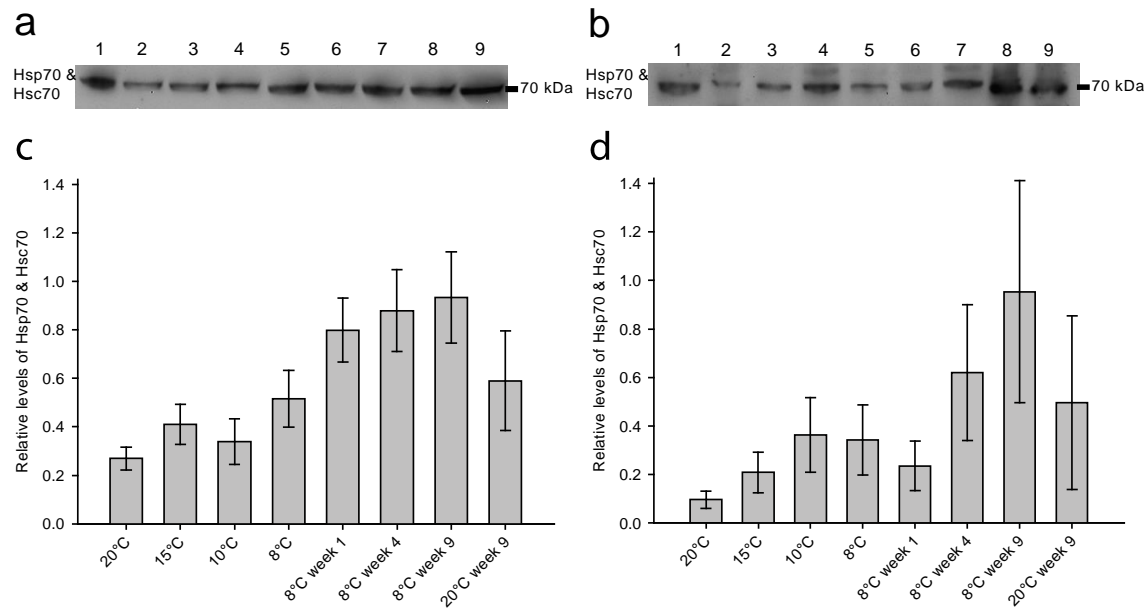 a
1 2 3 4 5 6 7 8 9
Hsp70 &
Hsc70
70 kDa
b
1 2 3 4 5 6 7 8 9
Hsp70 &
Hsc70
70 kDa
c
Relative levels of Hsp70 & Hsc70
1.4
1.2
1.0
0.8
0.6
0.4
0.2
0.0
20°C
15°C
10°C
8°C
8°C week 1
8°C week 4
8°C week 9
20°C week 9
d
Relative levels of Hsp70 & Hsc70
1.4
1.2
1.0
0.8
0.6
0.4
0.2
0.0
20°C
15°C
10°C
8°C
8°C week 1
8°C week 4
8°C week 9
20°C week 9